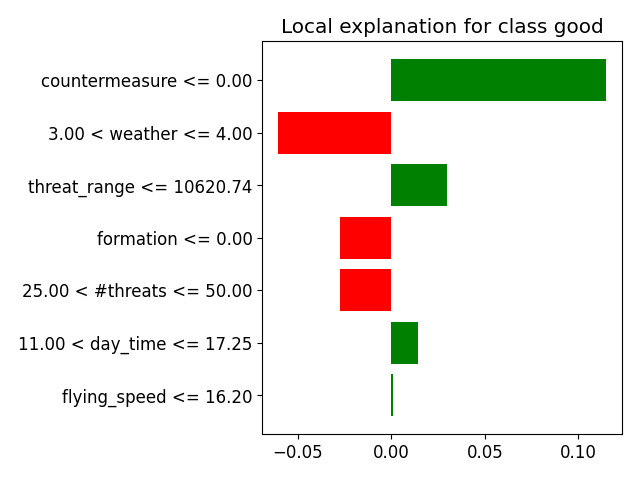 Local explanation for class good
countermeasure <= 0.00
3.00 < weather <= 4.00
threat_range <= 10620.74
formation <= 0.00
25.00 < #threats <= 50.00
11.00 < day_time <= 17.25
flying_speed <= 16.20
−0.05 0.00 0.05 0.10